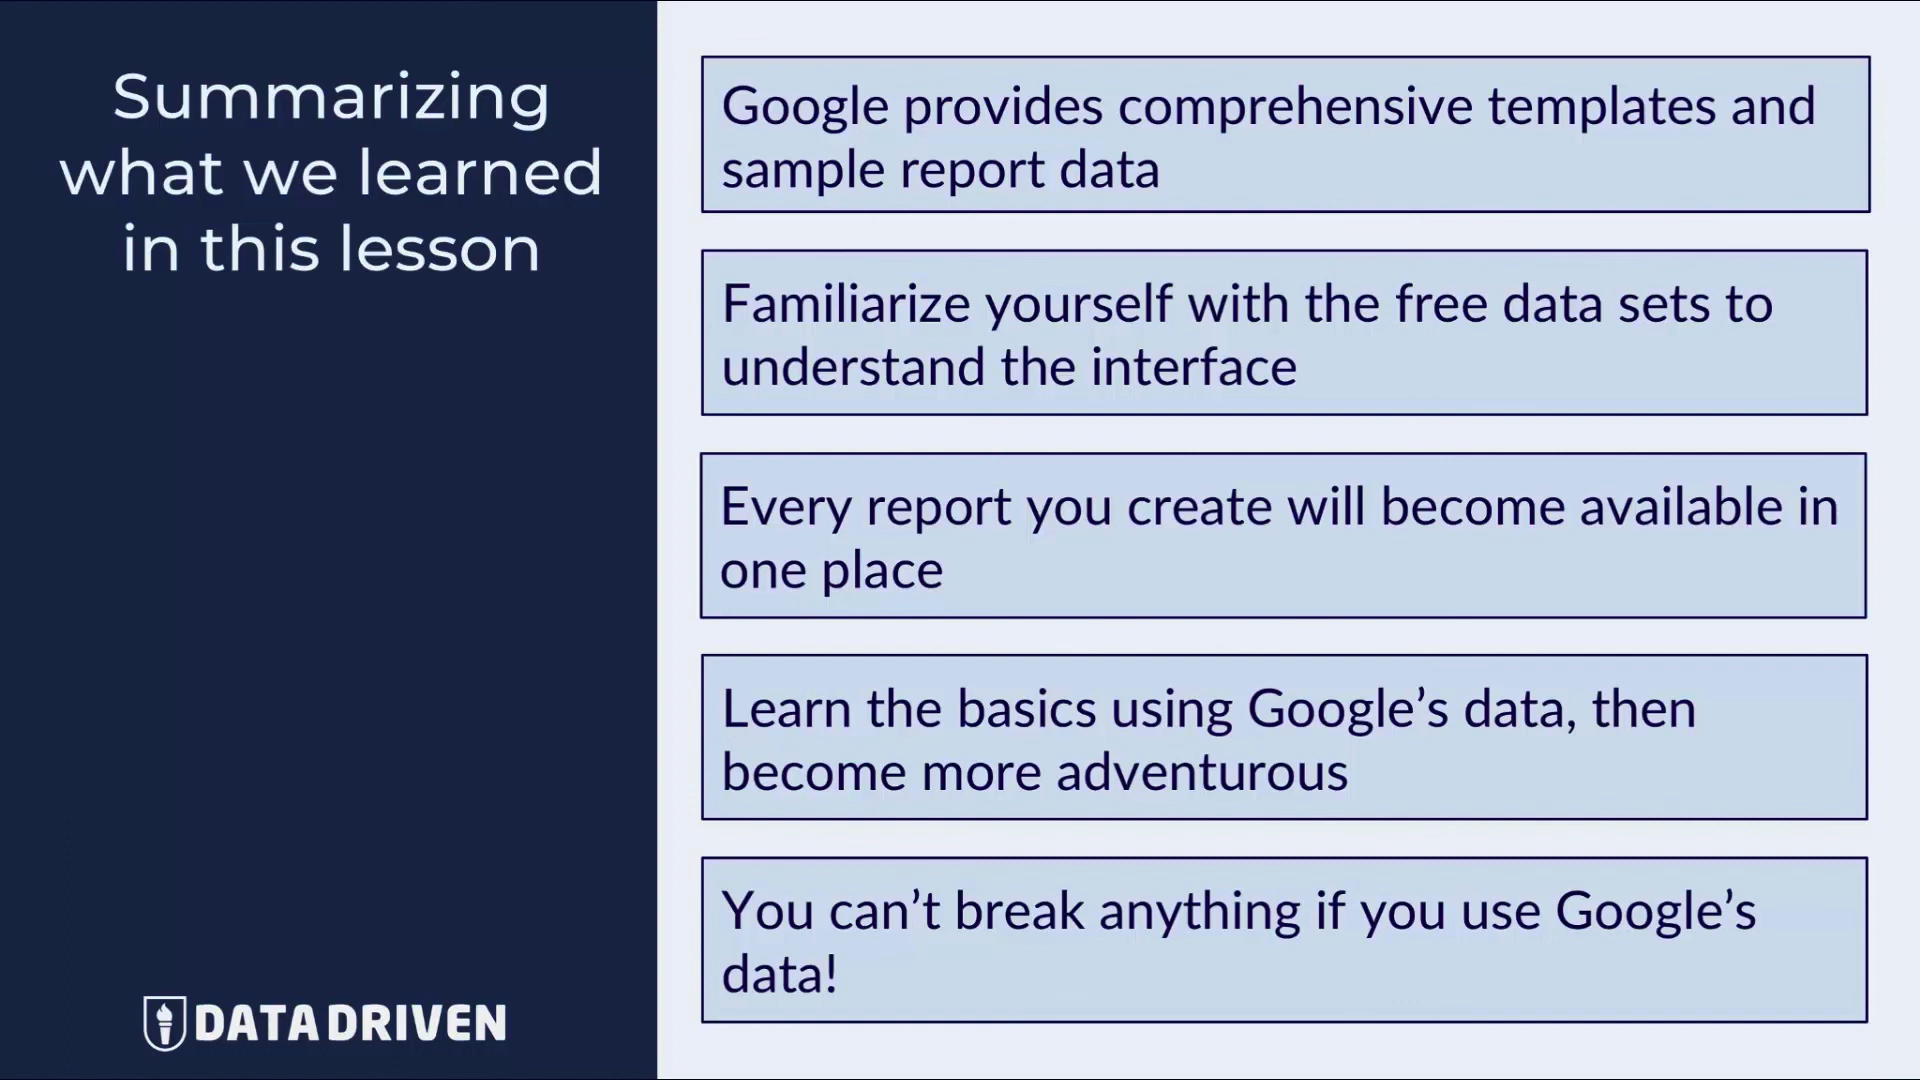 Summarizing
what we learned
in this lesson
Google provides comprehensive templates and
sample report data
Familiarize yourself with the free data sets to
understand the interface
Every report you create will become available in
one place
Learn the basics using Google’s data, then
become more adventurous
You can’t break anything if you use Google’s
data!
DATA DRIVEN